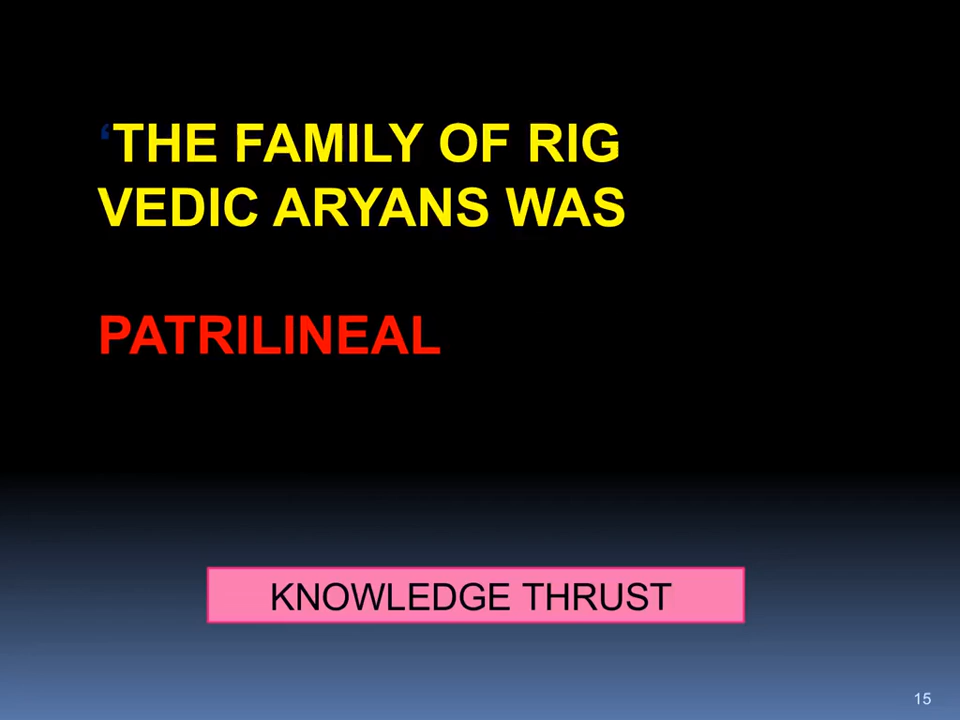 ‘THE FAMILY OF RIG
VEDIC ARYANS WAS
PATRILINEAL
KNOWLEDGE THRUST
15